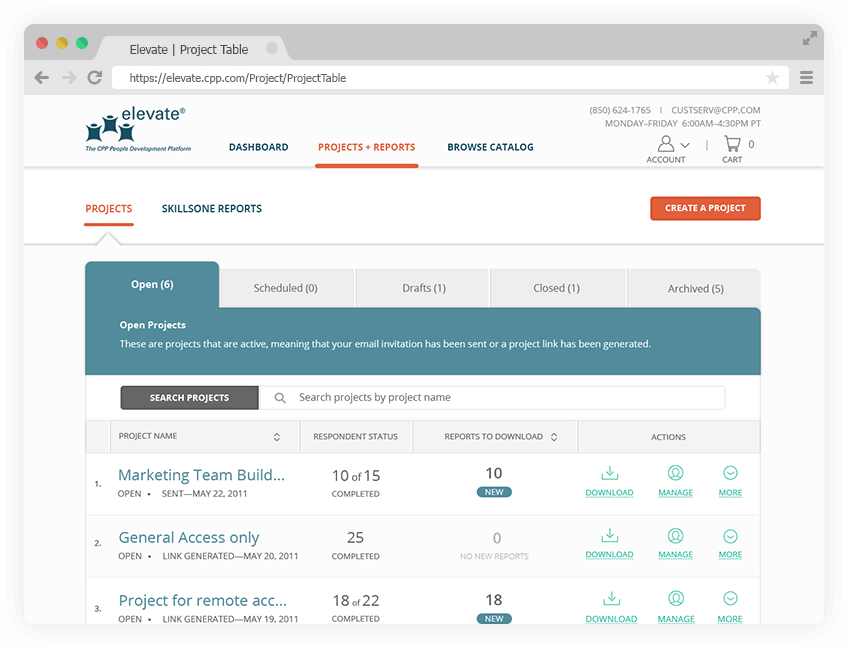 Elevate | Project Table
https://elevate.cpp.com/Project/ProjectTable
elevate®
The CPP People Development Platform
(850) 624-1765 | CUSTSERV@CPP.COM
MONDAY–FRIDAY 6:00AM–4:30PM PT
DASHBOARD PROJECTS + REPORTS BROWSE CATALOG
ACCOUNT | CART 0
PROJECTS SKILLSONE REPORTS CREATE A PROJECT
Open (6) Scheduled (0) Drafts (1) Closed (1) Archived (5)
Open Projects
These are projects that are active, meaning that your email invitation has been sent or a project link has been generated.
SEARCH PROJECTS Search projects by project name
PROJECT NAME RESPONDENT STATUS REPORTS TO DOWNLOAD ACTIONS
1. Marketing Team Build... 10 of 15 10
OPEN • SENT—MAY 22, 2011 COMPLETED NEW DOWNLOAD MANAGE MORE
2. General Access only 25 0
OPEN • LINK GENERATED—MAY 20, 2011 COMPLETED NO NEW REPORTS DOWNLOAD MANAGE MORE
3. Project for remote acc... 18 of 22 18
OPEN • LINK GENERATED—MAY 19, 2011 COMPLETED NEW DOWNLOAD MANAGE MORE